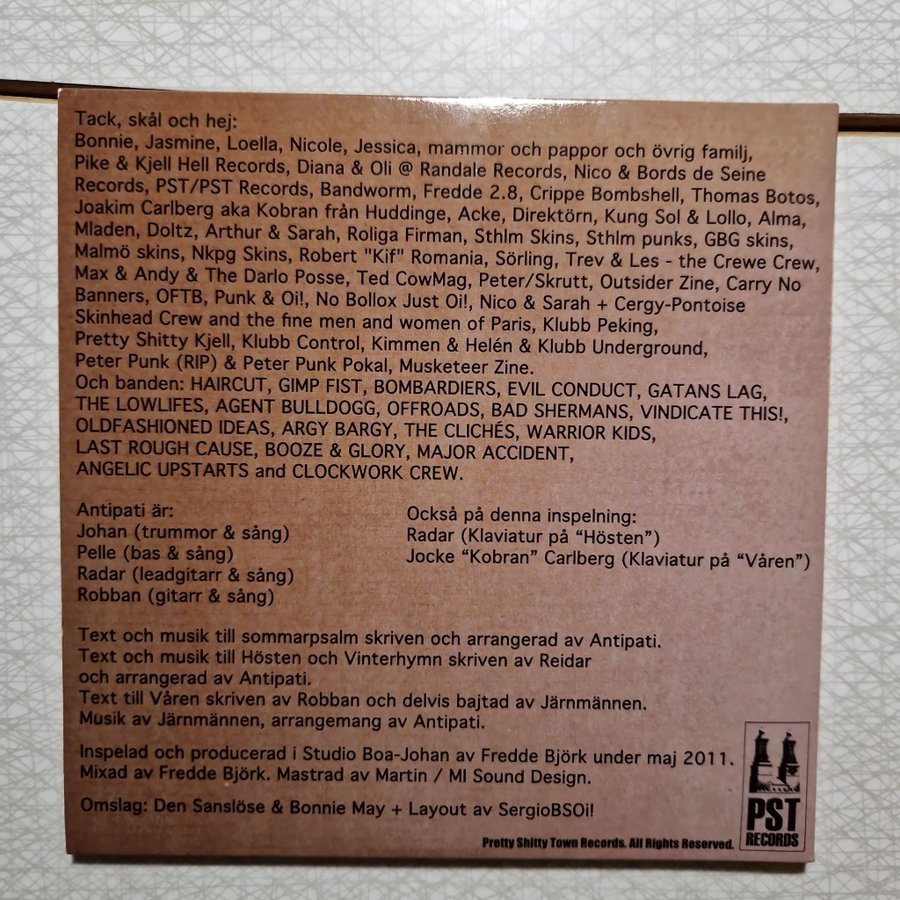 Tack, skål och hej:
Bonnie, Jasmine, Loella, Nicole, Jessica, mammor och pappor och övrig familj,
Pike & Kjell Hell Records, Diana & Oli @ Randale Records, Nico & Bords de Seine
Records, PST/PST Records, Bandworm, Fredde 2.8, Crippe Bombshell, Thomas Botos,
Joakim Carlberg aka Kobran från Huddinge, Acke, Direktörn, Kung Sol & Lollo, Alma,
Mladen, Doltz, Arthur & Sarah, Roliga Firman, Sthlm Skins, Sthlm punks, GBG skins,
Malmö skins, Nkpg Skins, Robert "Kif" Romania, Sörling, Trev & Les - the Crewe Crew,
Max & Andy & The Darlo Posse, Ted CowMag, Peter/Skrutt, Outsider Zine, Carry No
Banners, OFTB, Punk & Oi!, No Bollox Just Oi!, Nico & Sarah + Cergy-Pontoise
Skinhead Crew and the fine men and women of Paris, Klubb Peking,
Pretty Shitty Kjell, Klubb Control, Kimmen & Helén & Klubb Underground,
Peter Punk (RIP) & Peter Punk Pokal, Musketeer Zine.
Och banden: HAIRCUT, GIMP FIST, BOMBARDIERS, EVIL CONDUCT, GATANS LAG,
THE LOWLIFES, AGENT BULLDOGG, OFFROADS, BAD SHERMANS, VINDICATE THIS!,
OLDFASHIONED IDEAS, ARGY BARGY, THE CLICHÉS, WARRIOR KIDS,
LAST ROUGH CAUSE, BOOZE & GLORY, MAJOR ACCIDENT,
ANGELIC UPSTARTS and CLOCKWORK CREW.
Antipati är:
Johan (trummor & sång)
Pelle (bas & sång)
Radar (leadgitarr & sång)
Robban (gitarr & sång)
Också på denna inspelning:
Radar (Klaviatur på “Hösten”)
Jocke “Kobran” Carlberg (Klaviatur på “Våren”)
Text och musik till sommarpsalm skriven och arrangerad av Antipati.
Text och musik till Hösten och Vinterhymn skriven av Reidar
och arrangerad av Antipati.
Text till Våren skriven av Robban och delvis bajtad av Järnmännen.
Musik av Järnmännen, arrangemang av Antipati.
Inspelad och producerad i Studio Boa-Johan av Fredde Björk under maj 2011.
Mixad av Fredde Björk. Mastrad av Martin / MI Sound Design.
Omslag: Den Sanslöse & Bonnie May + Layout av SergioBSOi!
PST
RECORDS
Pretty Shitty Town Records. All Rights Reserved.